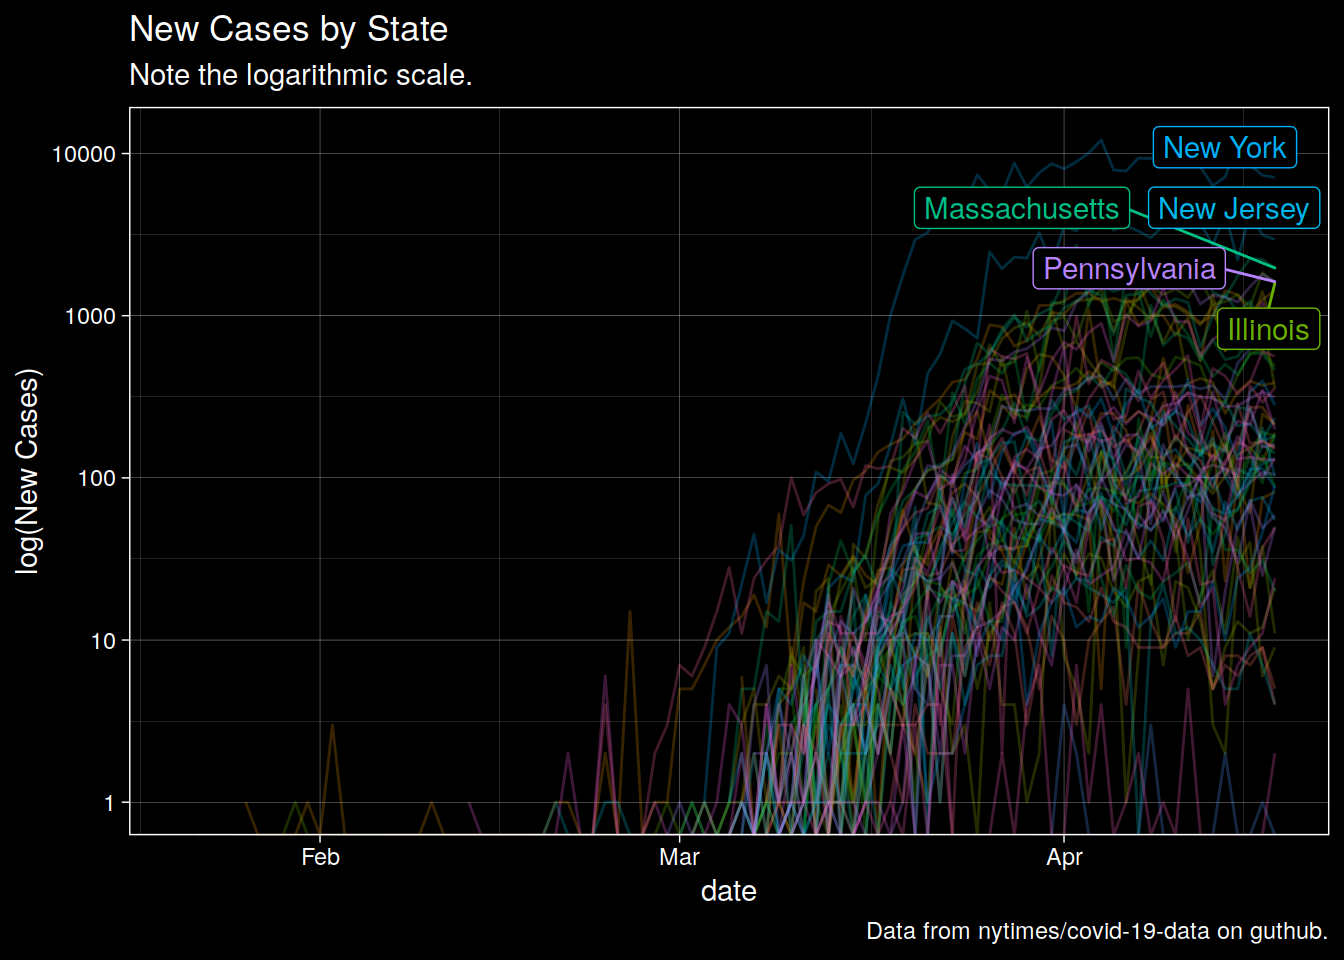 New Cases by State
Note the logarithmic scale.
10000
1000
100
10
1
log(New Cases)
New York
Massachusetts
New Jersey
Pennsylvania
Illinois
Feb
Mar
Apr
date
Data from nytimes/covid-19-data on guthub.